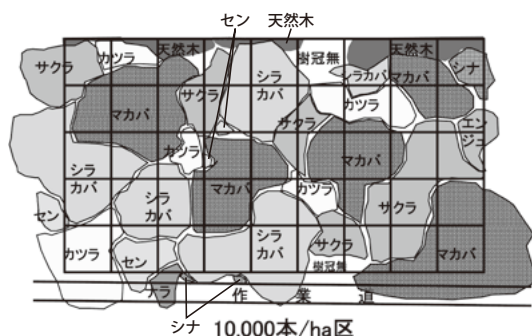 セン 天然木
カツラ 天然木 樹冠無 天然木
サクラ シラカバ シラカバ マカバ シナ
マカバ サクラ カツラ
サクラ エンジュ
カツラ セン マカバ
シラカバ シラカバ マカバ カツラ サクラ
セン
カツラ セン シラカバ サクラ マカバ
樹冠無
ナラ 作業道
シナ 10,000本/ha区